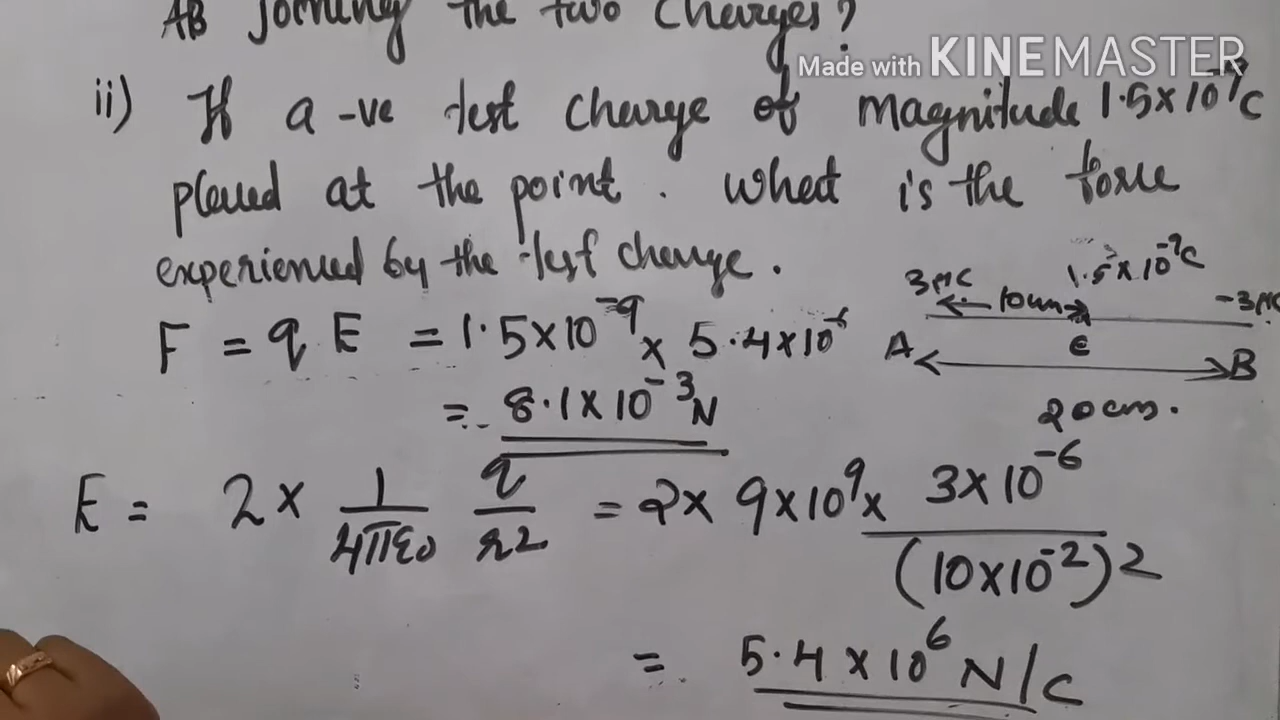 AB joining the two charges?
Made with KINEMASTER
ii) If a -ve test charge of magnitude 1.5×10⁻⁹C
placed at the point. What is the force
experienced by the test charge.
F = qE = 1.5×10⁻⁹ × 5.4×10⁻⁶
= 8.1×10⁻³N
3μC 10cm 1.5×10⁻⁹C -3μC
A C B
20cm.
E = 2× 1/4πε0 q/r2 = 2× 9×10⁹× 3×10⁻⁶/(10×10⁻²)2
= 5.4×10⁶ N/C